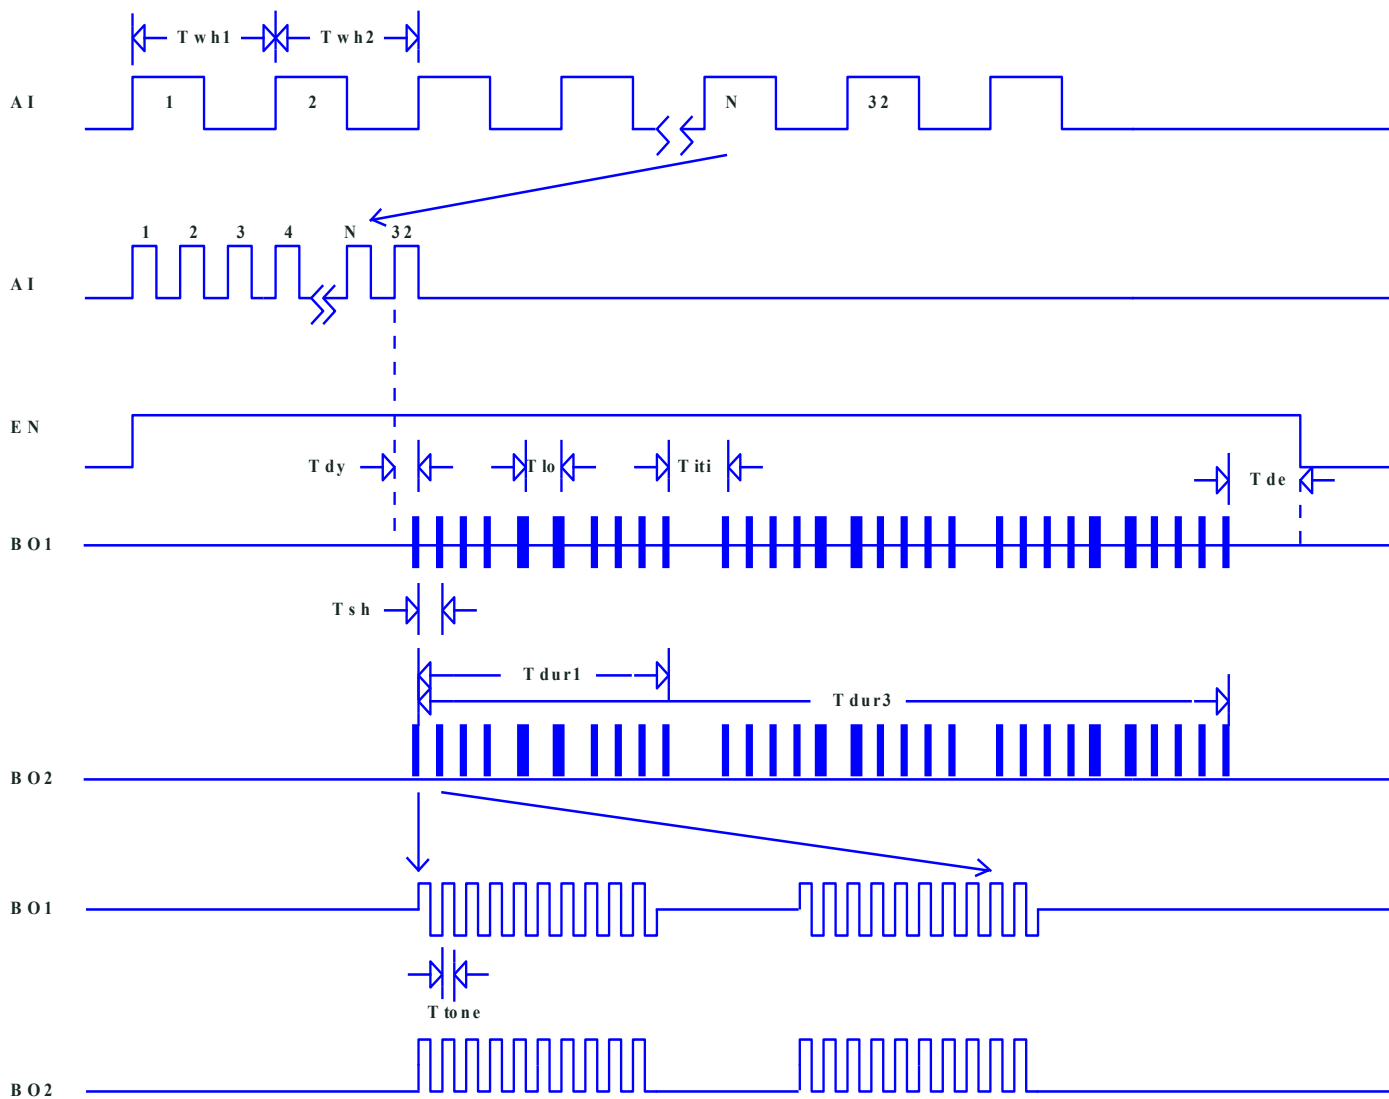 Twh1 Twh2
AI 1 2 N 32
1 2 3 4 N 32
AI
EN
Tdy Tlo Titi Tde
BO1
Tsh
Tdur1
Tdur3
BO2
BO1
Ttone
BO2